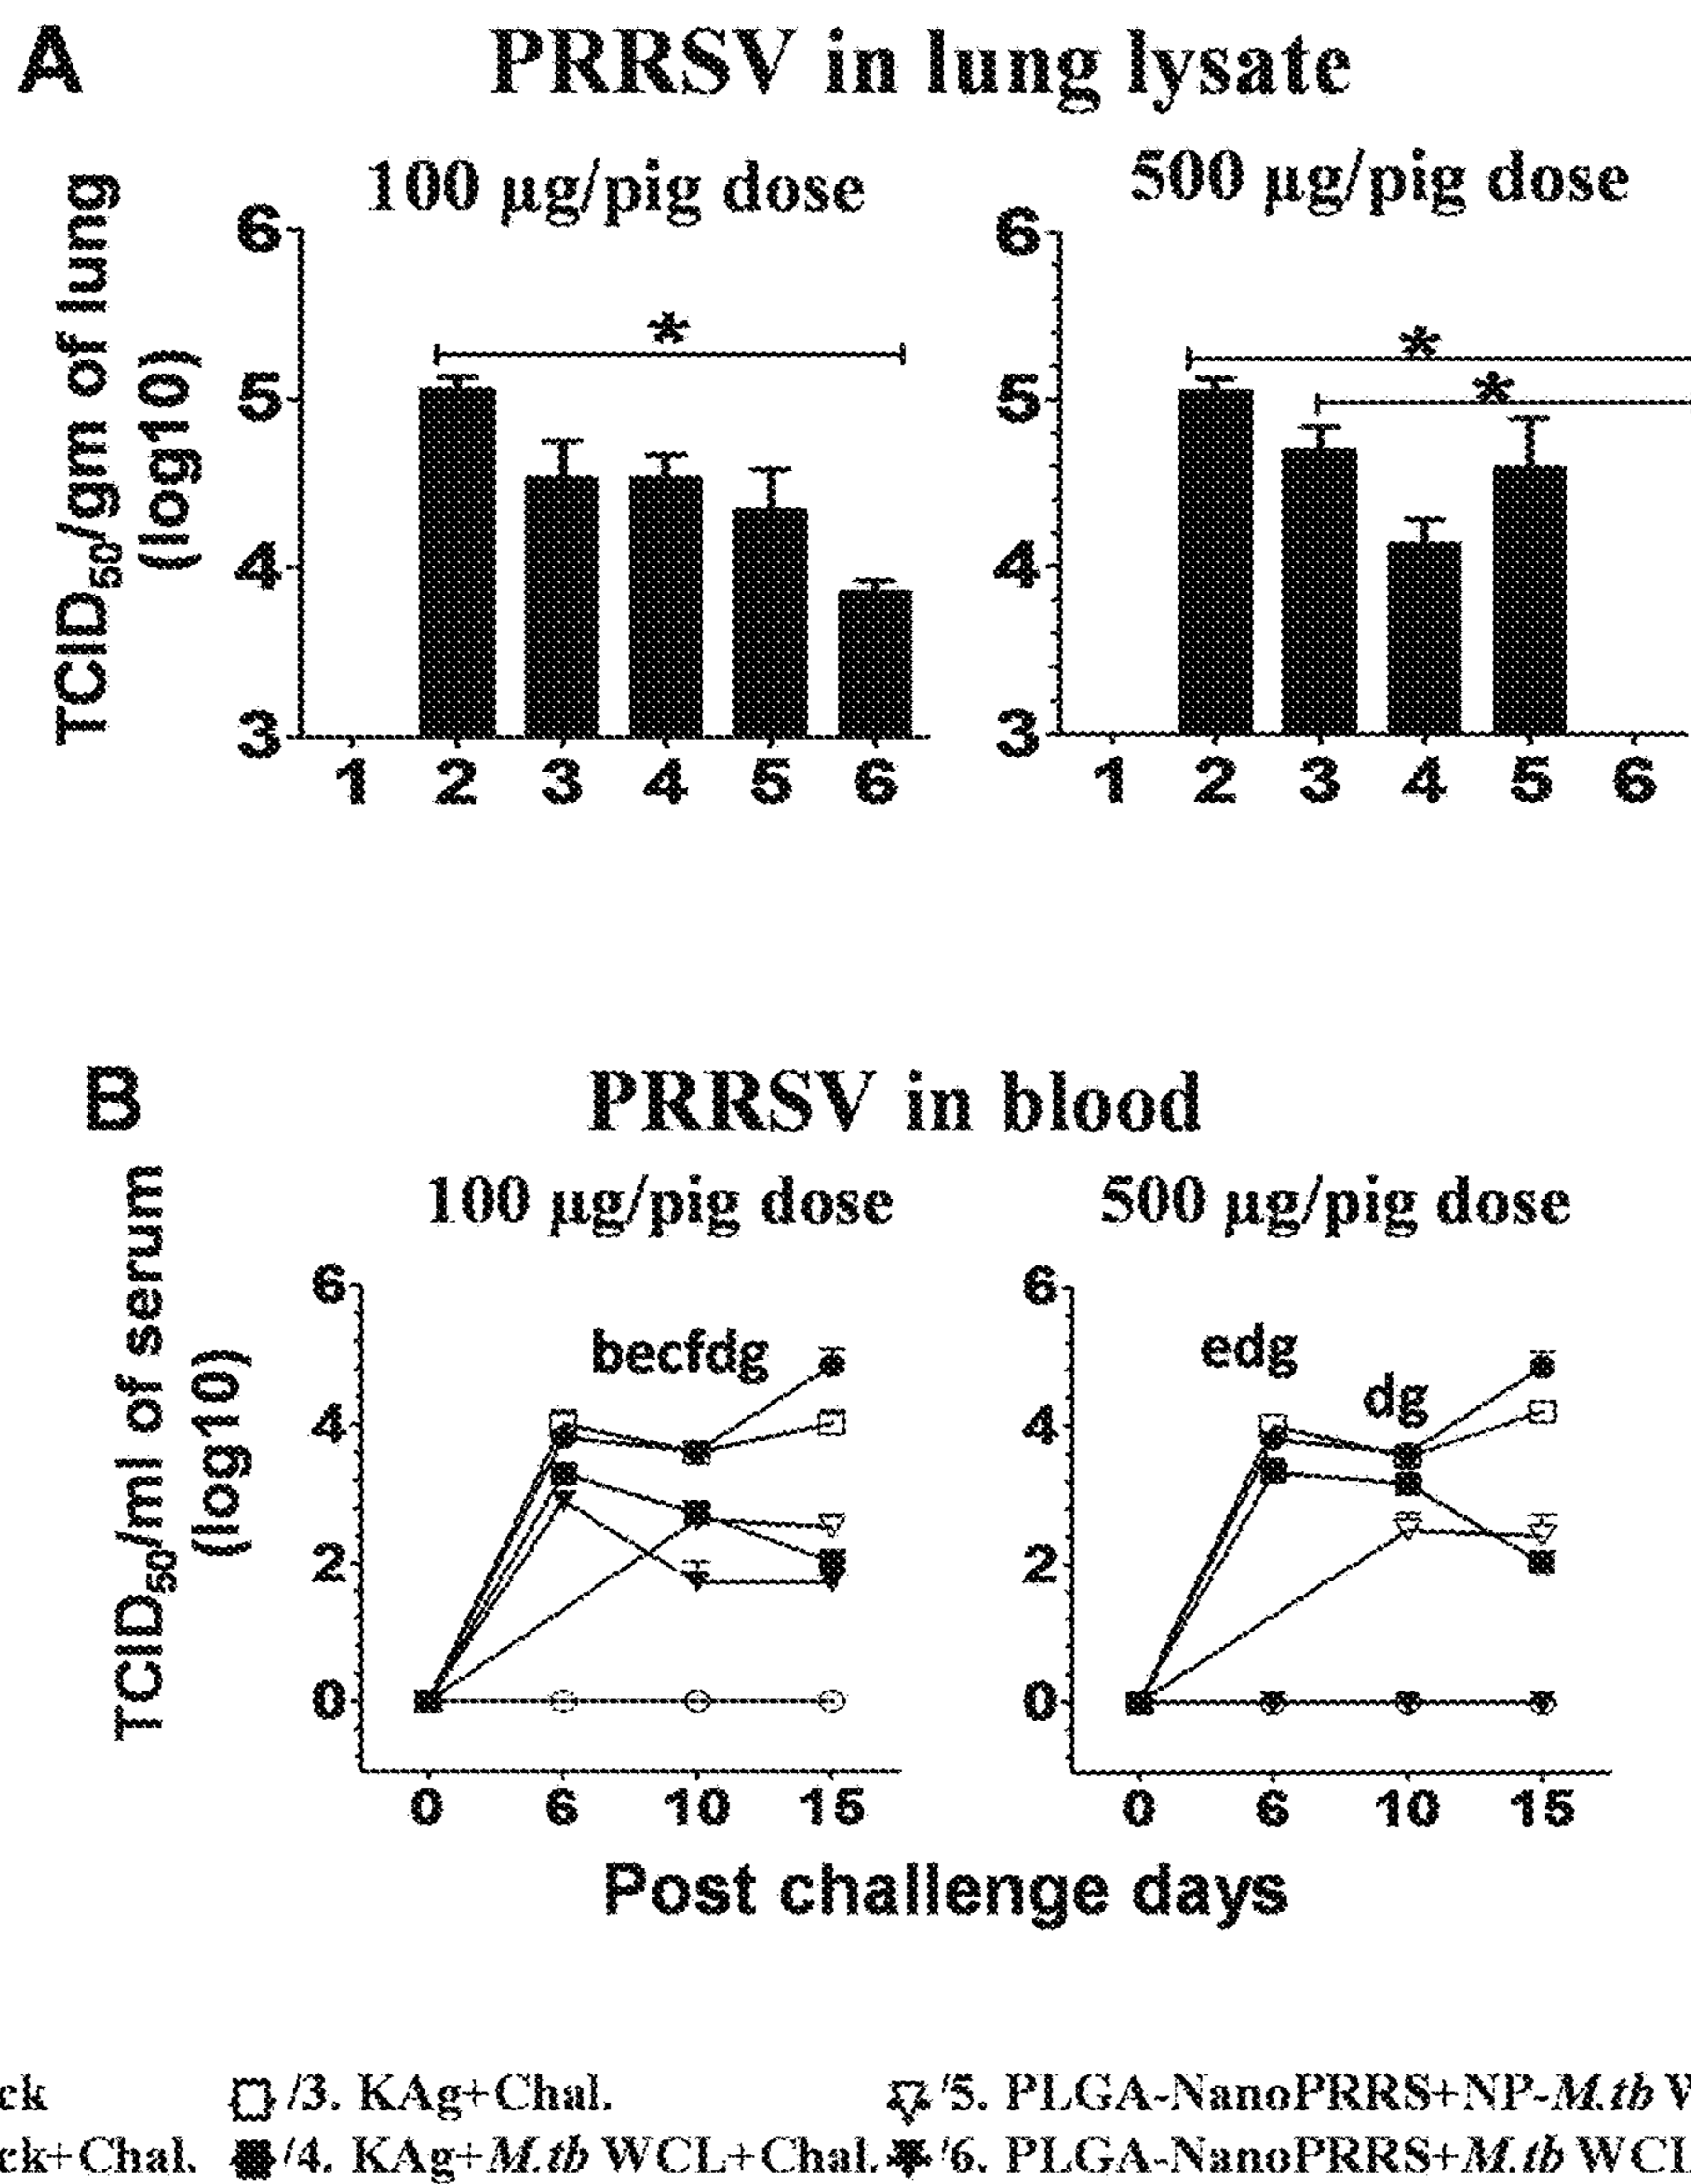 A
PRRSV in lung lysate
100 µg/pig dose
500 µg/pig dose
TCID50/gm of lung
(log10)
6
5
4
3
*
1 2 3 4 5 6
6
5
4
3
*
*
1 2 3 4 5 6
B
PRRSV in blood
100 µg/pig dose
500 µg/pig dose
TCID50/ml of serum
(log10)
6
4
2
0
becfdg
0 6 10 15
6
4
2
0
edg
dg
0 6 10 15
Post challenge days
ck
/3. KAg+Chal.
/5. PLGA-NanoPRRS+NP-M.tb W
ck+Chal.
/4. KAg+M.tb WCL+Chal.
/6. PLGA-NanoPRRS+M.tb WCL